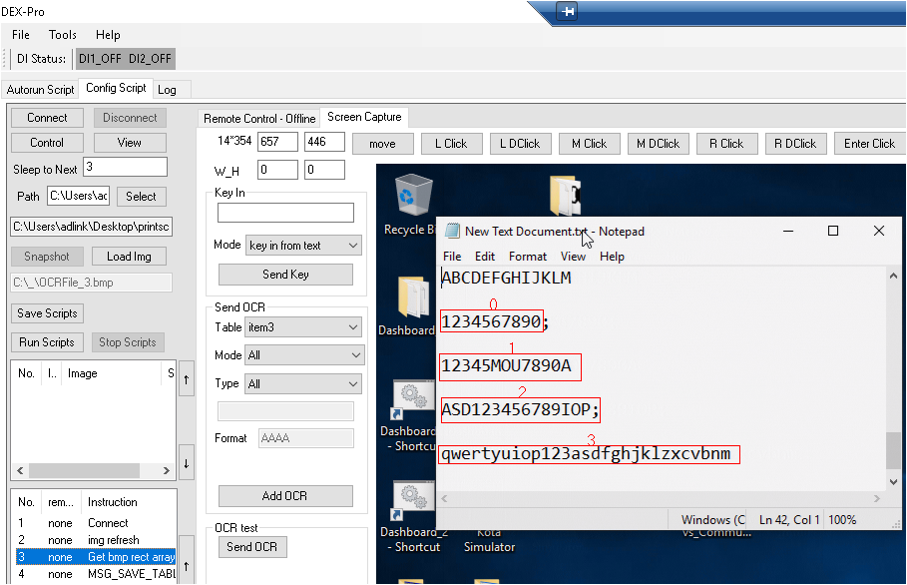 DEX-Pro
File Tools Help
DI Status: DI1_OFF DI2_OFF
Autorun Script Config Script Log
Connect Disconnect
Control View
Sleep to Next 3
Path C:\Users\ad Select
C:\Users\adlink\Desktop\printsc
Snapshot Load Img
C:\_\OCRFile_3.bmp
Save Scripts
Run Scripts Stop Scripts
No. I.. Image S
No. rem... Instruction
1 none Connect
2 none img refresh
3 none Get bmp rect array
4 none MSG_SAVE_TABL
Remote Control - Offline Screen Capture
14*354 657 446 move L Click L DClick M Click M DClick R Click R DClick Enter Click
W_H 0 0
Key In
Mode key in from text
Send Key
Send OCR
Table item3
Mode All
Type All
Format AAAA
Add OCR
OCR test
Send OCR
Recycle B
Dashboard
Dashboard
- Shortcut
Dashboard_2
- Shortcut
Kota
Simulator
vs_Commu...
New Text Document.txt - Notepad
File Edit Format View Help
ABCDEFGHIJKLM
0
1234567890;
1
12345MOU7890A
2
ASD123456789IOP;
3
qwertyuiop123asdfghjklzxcvbnm
Windows (C Ln 42, Col 1 100%